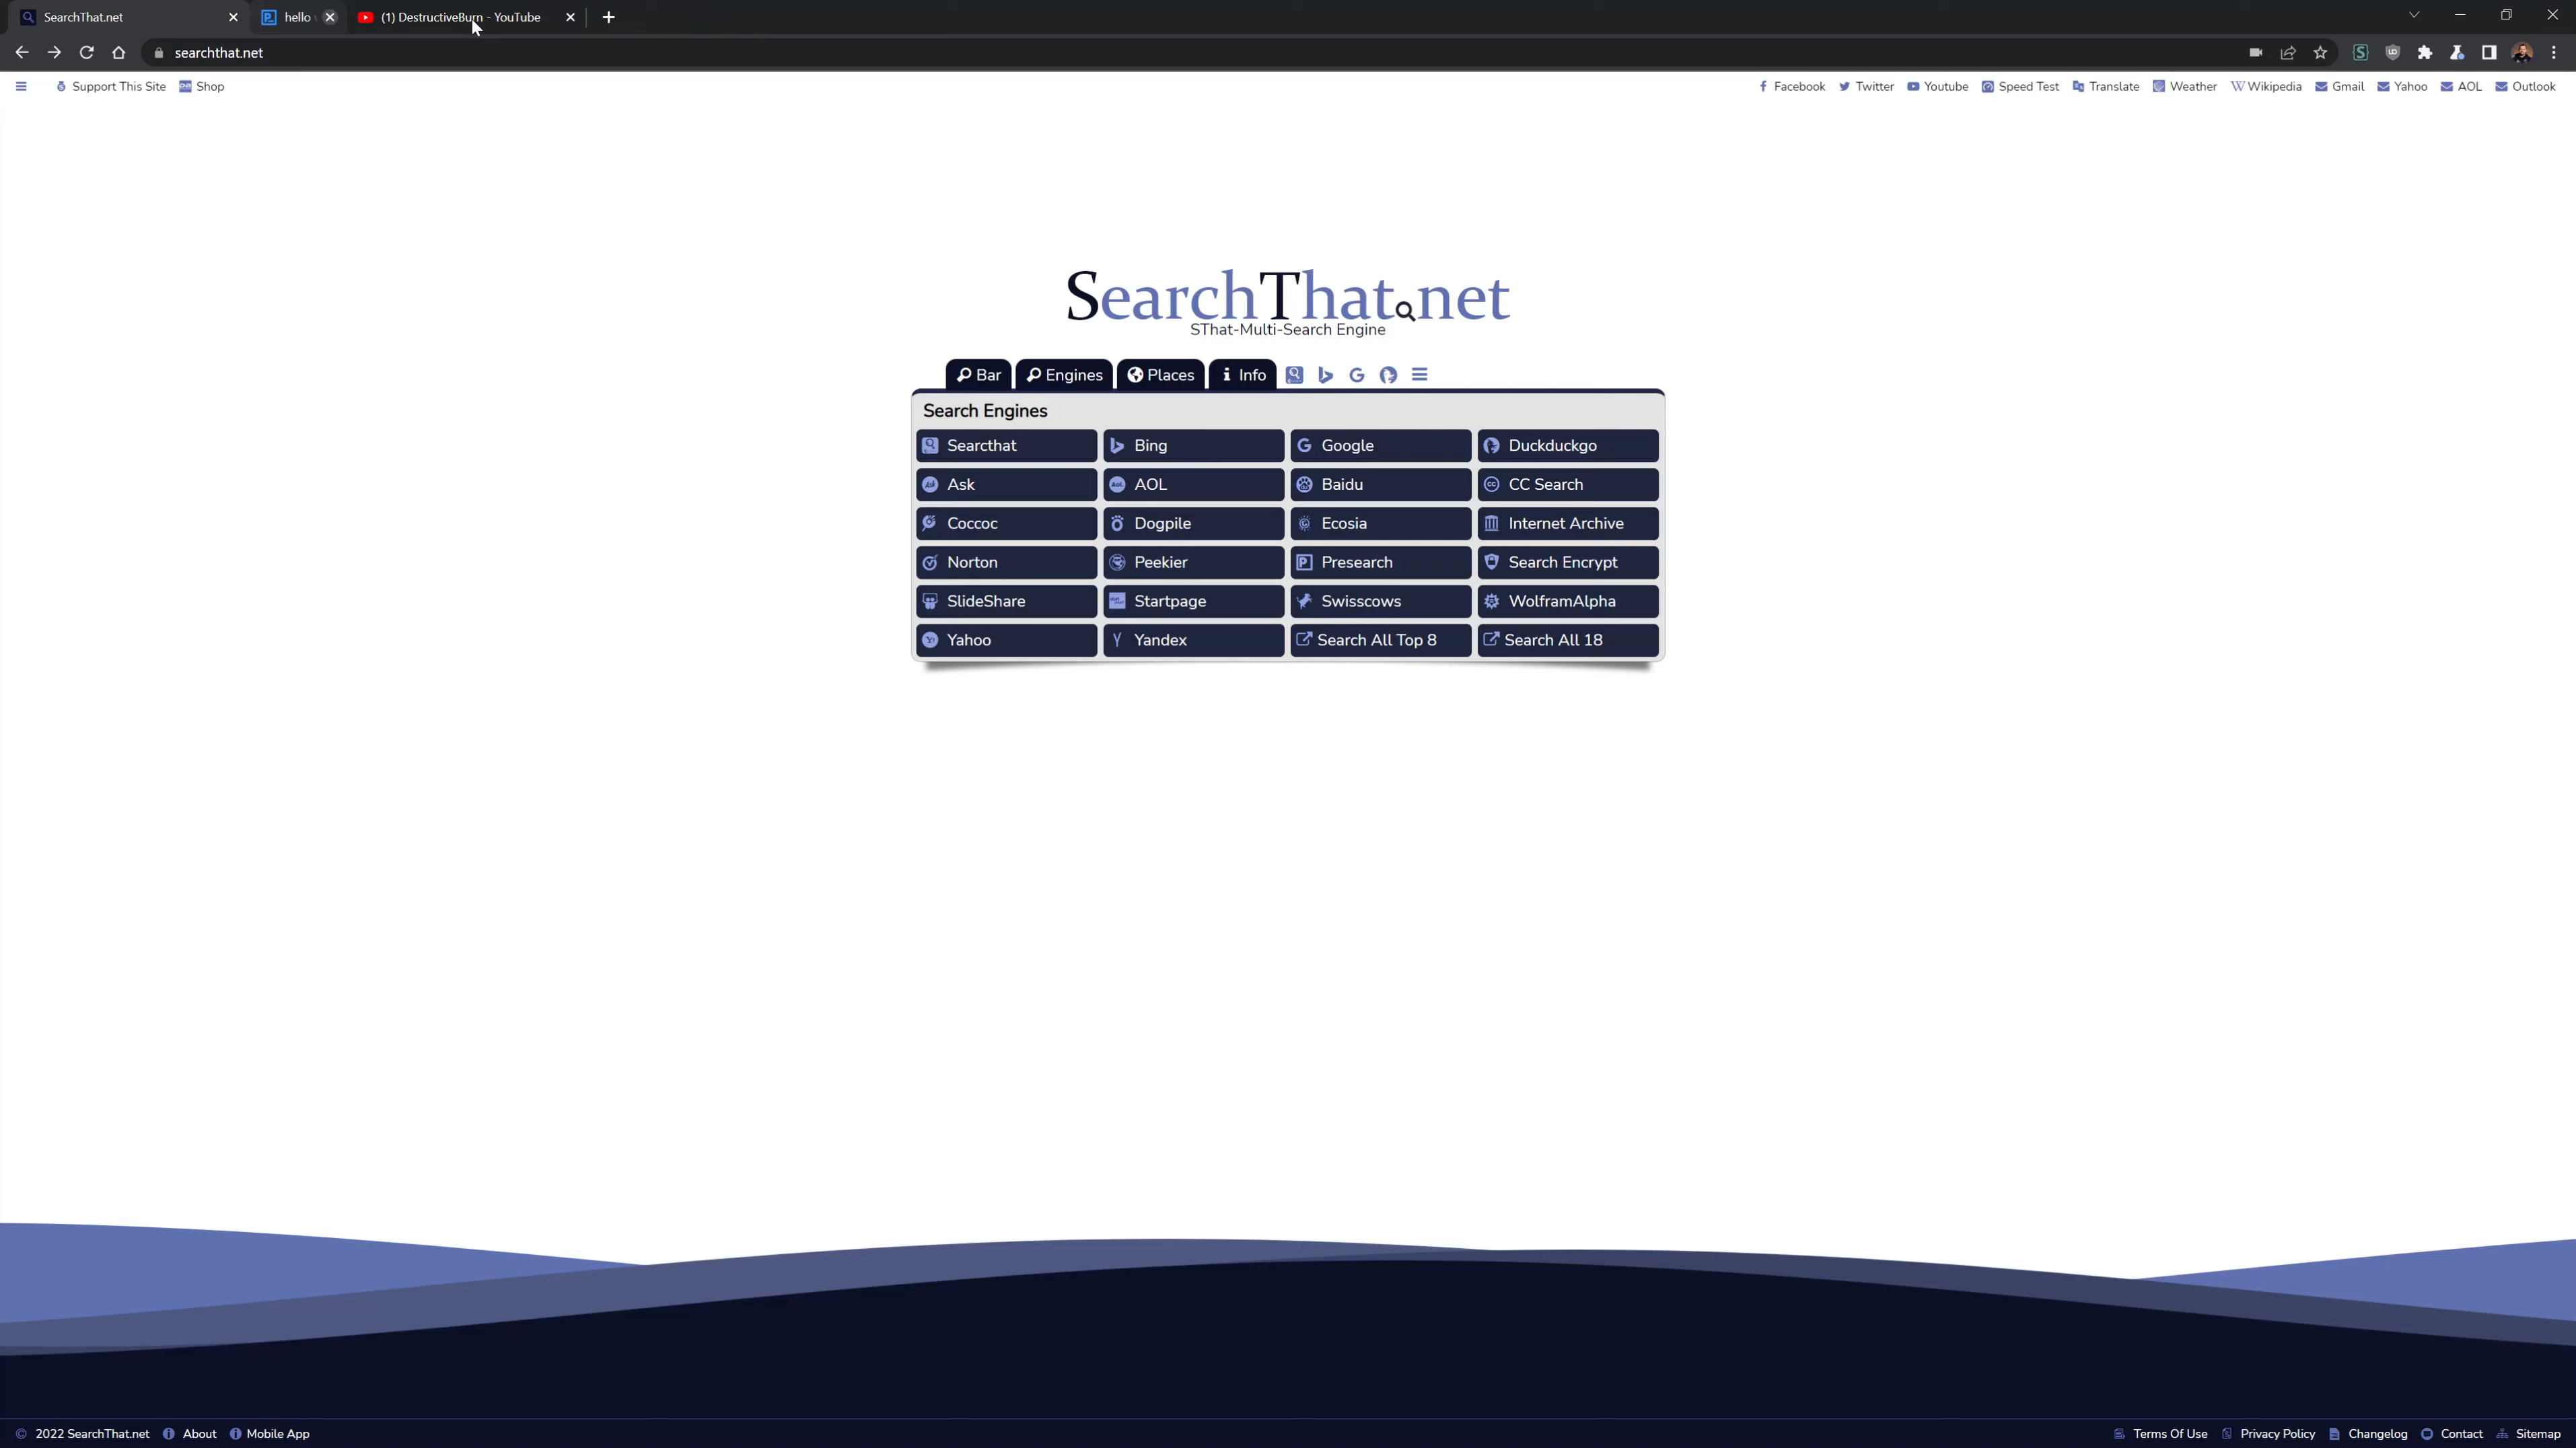 SearchThat.net
hello
(1) DestructiveBurn - YouTube
searchthat.net
Support This Site Shop
Facebook Twitter Youtube Speed Test Translate Weather Wikipedia Gmail Yahoo AOL Outlook
SearchThat.net
SThat-Multi-Search Engine
Bar Engines Places Info
Search Engines
Searcthat Bing Google Duckduckgo
Ask AOL Baidu CC Search
Coccoc Dogpile Ecosia Internet Archive
Norton Peekier Presearch Search Encrypt
SlideShare Startpage Swisscows WolframAlpha
Yahoo Yandex Search All Top 8 Search All 18
© 2022 SearchThat.net About Mobile App
Terms Of Use Privacy Policy Changelog Contact Sitemap